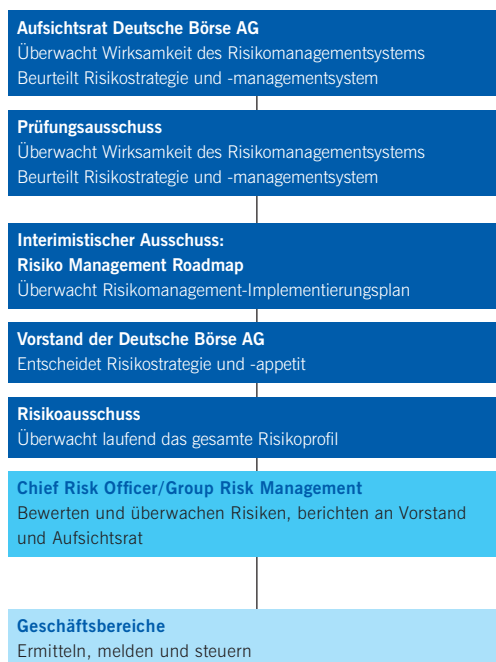 Aufsichtsrat Deutsche Börse AG
Überwacht Wirksamkeit des Risikomanagementsystems
Beurteilt Risikostrategie und -managementsystem
Prüfungsausschuss
Überwacht Wirksamkeit des Risikomanagementsystems
Beurteilt Risikostrategie und -managementsystem
Interimistischer Ausschuss:
Risiko Management Roadmap
Überwacht Risikomanagement-Implementierungsplan
Vorstand der Deutsche Börse AG
Entscheidet Risikostrategie und -appetit
Risikoausschuss
Überwacht laufend das gesamte Risikoprofil
Chief Risk Officer/Group Risk Management
Bewerten und überwachen Risiken, berichten an Vorstand
und Aufsichtsrat
Geschäftsbereiche
Ermitteln, melden und steuern